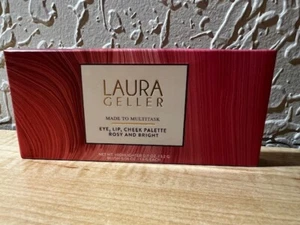 LAURA
GELLER
MADE TO MULTITASK
EYE, LIP, CHEEK PALETTE
ROSY AND BRIGHT